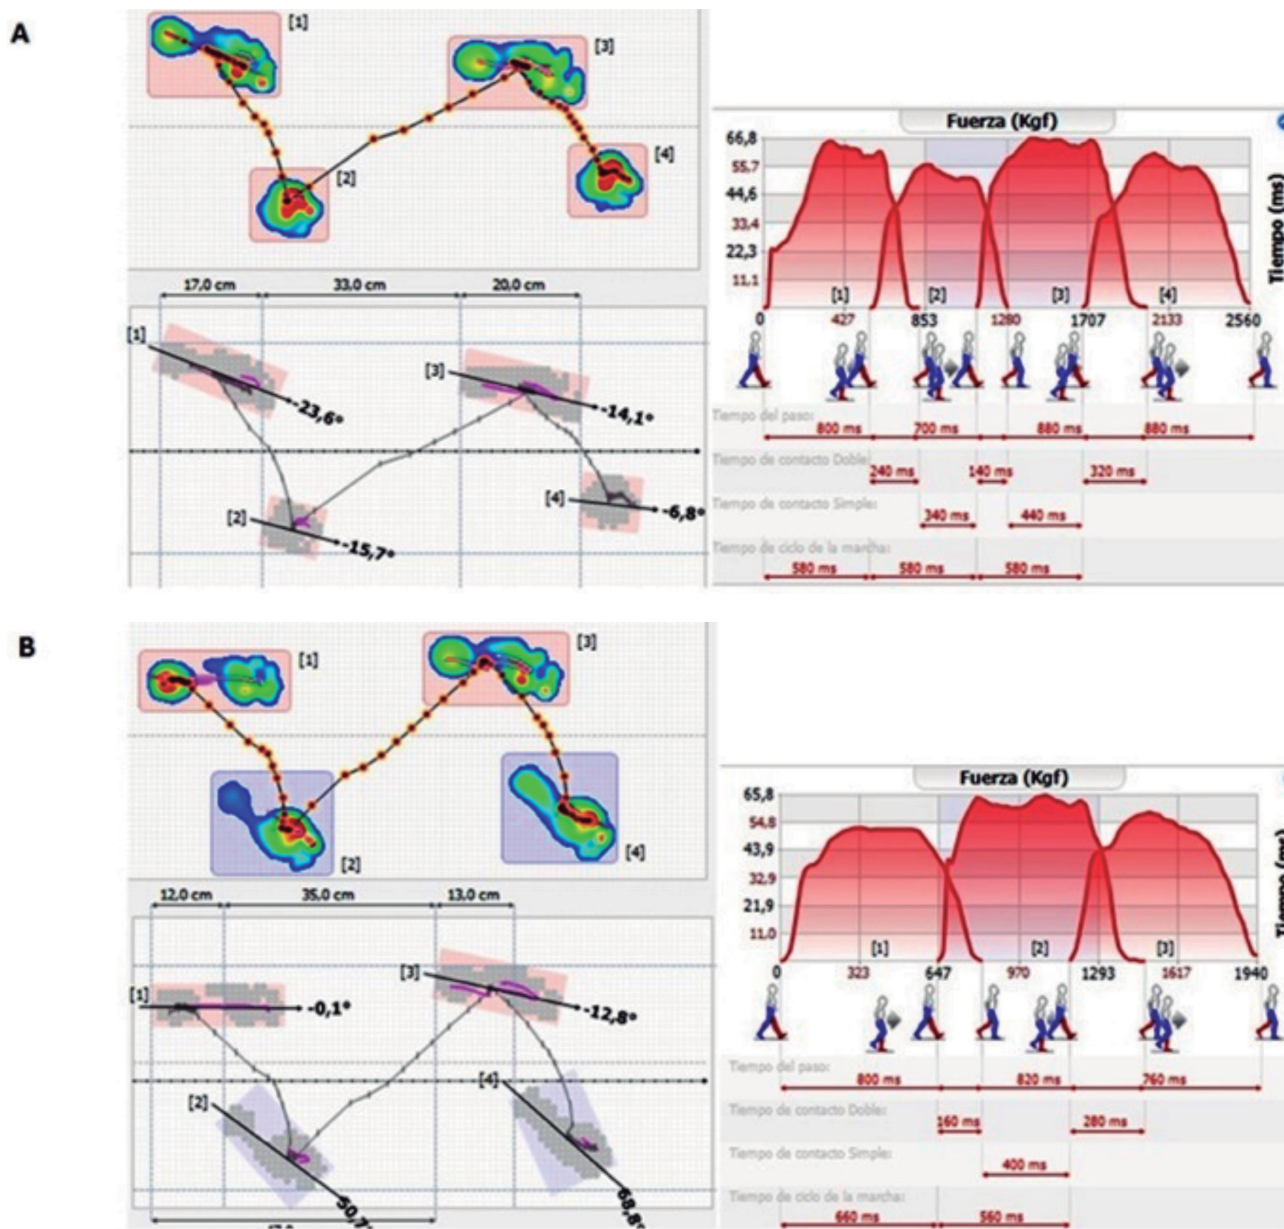 A
[1]
[3]
[2]
[4]
17,0 cm
33,0 cm
20,0 cm
[1]
-23,6°
[3]
-14,1°
[2]
-15,7°
[4]
-6,8°
Fuerza (Kgf)
66,8
55,7
44,6
33,4
22,3
11,1
Tiempo (ms)
[1] [2] [3] [4]
0 427 853 1280 1707 2133 2560
Tiempo del paso:
800 ms 700 ms 880 ms 880 ms
Tiempo de contacto Doble:
240 ms 140 ms 320 ms
Tiempo de contacto Simple:
340 ms 440 ms
Tiempo de ciclo de la marcha:
580 ms 580 ms 580 ms
B
[1]
[3]
[2]
[4]
12,0 cm
35,0 cm
13,0 cm
[1]
-0,1°
[3]
-12,8°
[2]
50,7°
[4]
68,8°
Fuerza (Kgf)
65,8
54,8
43,9
32,9
21,9
11,0
[1] [2] [3]
0 323 647 970 1293 1617 1940
Tiempo del paso:
800 ms 820 ms 760 ms
Tiempo de contacto Doble:
160 ms 280 ms
Tiempo de contacto Simple:
400 ms
Tiempo de ciclo de la marcha:
660 ms 560 ms